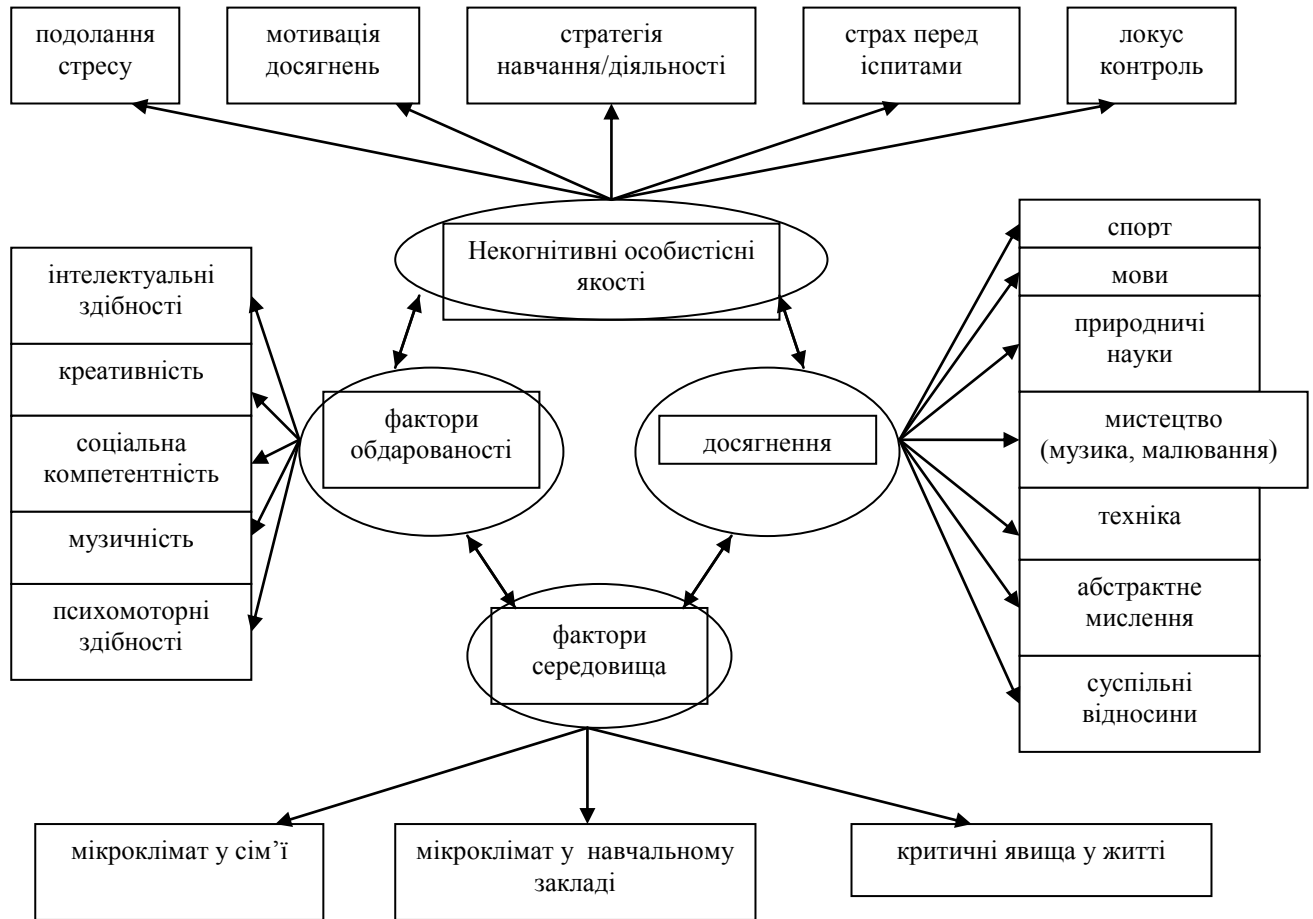 подолання
стресу
мотивація
досягнень
стратегія
навчання/діяльності
страх перед
іспитами
локус
контроль
Некогнітивні особистісні
якості
інтелектуальні
здібності
креативність
соціальна
компетентність
музичність
психомоторні
здібності
фактори
обдарованості
досягнення
спорт
мови
природничі
науки
мистецтво
(музика, малювання)
техніка
абстрактне
мислення
суспільні
відносини
фактори
середовища
мікроклімат у сім’ї
мікроклімат у навчальному
закладі
критичні явища у житті